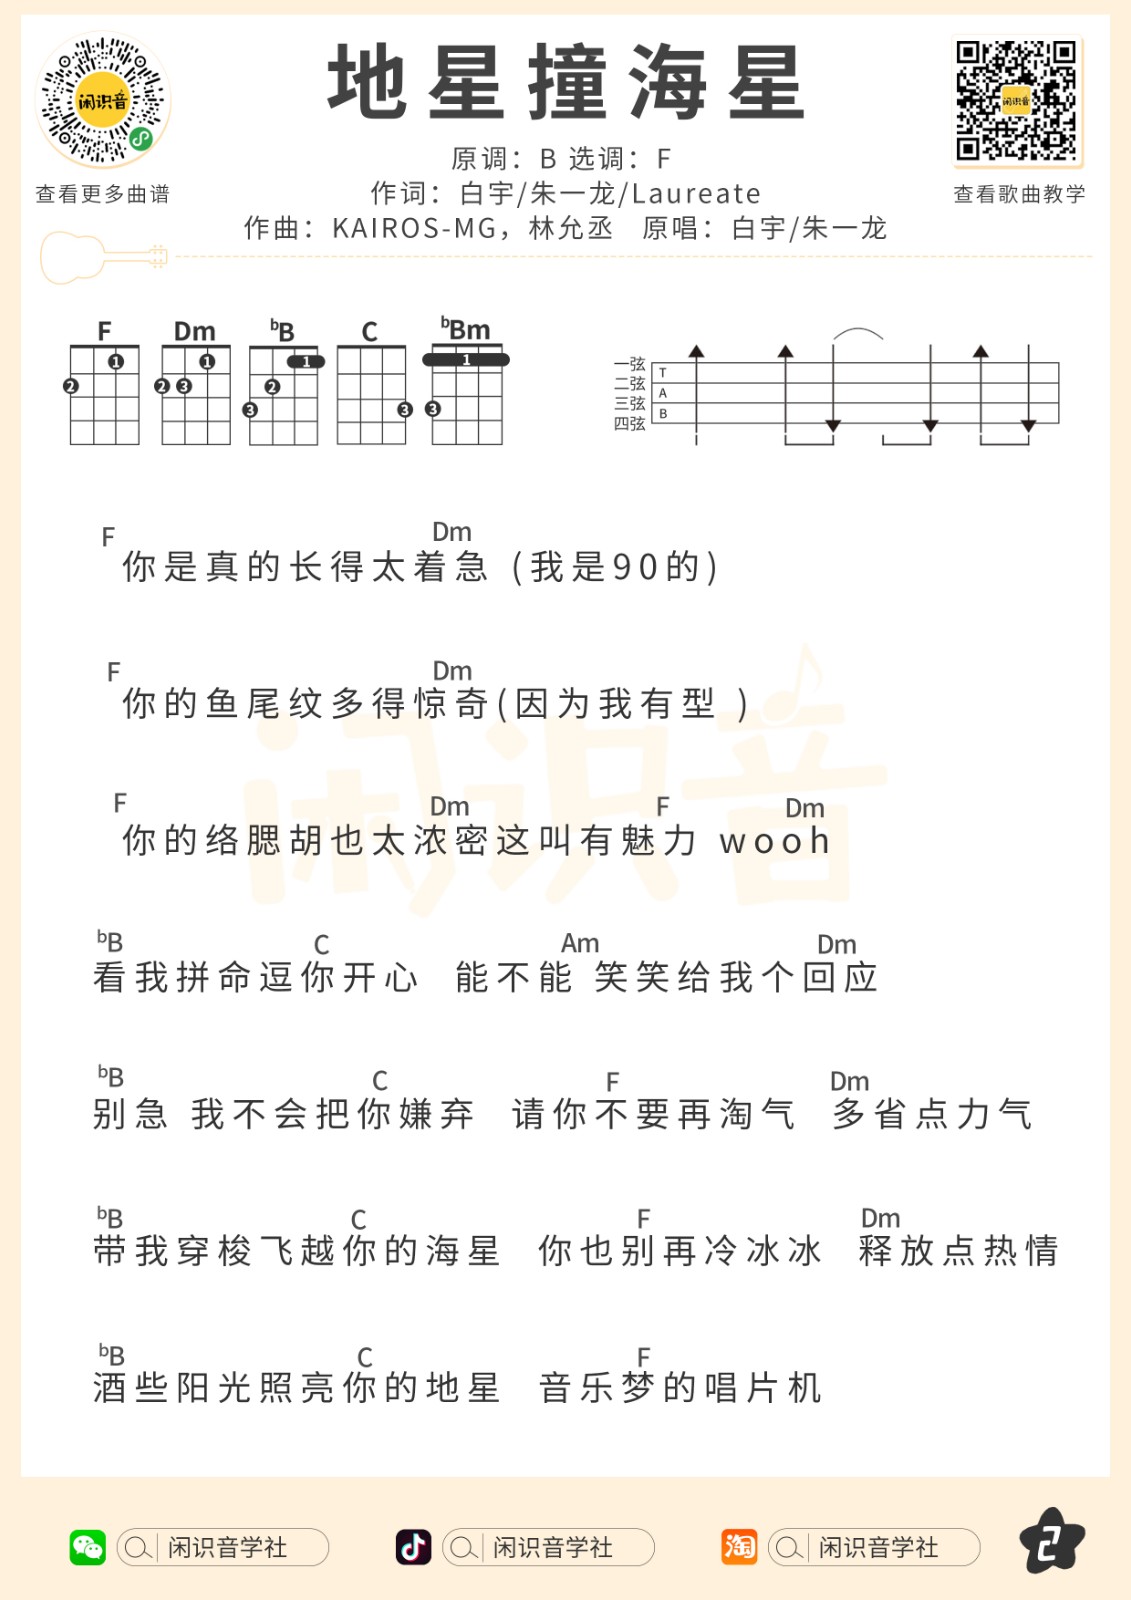 地星撞海星
原调：B 选调：F
作词：白宇/朱一龙/Laureate
作曲：KAIROS-MG，林允丞 原唱：白宇/朱一龙
闲识音
查看更多曲谱
闲识音
查看歌曲教学
F Dm bB C bBm
1 1 1 1
2 2 3 2
3 3 3
一弦 T
二弦 A
三弦 B
四弦
F Dm
你是真的长得太着急 (我是90的)
F Dm
你的鱼尾纹多得惊奇(因为我有型 )
F Dm F Dm
你的络腮胡也太浓密这叫有魅力 wooh
bB C Am Dm
看我拼命逗你开心 能不能 笑笑给我个回应
bB C F Dm
别急 我不会把你嫌弃 请你不要再淘气 多省点力气
bB C F Dm
带我穿梭飞越你的海星 你也别再冷冰冰 释放点热情
bB C F
洒些阳光照亮你的地星 音乐梦的唱片机
闲识音
闲识音学社 闲识音学社 淘 闲识音学社 2